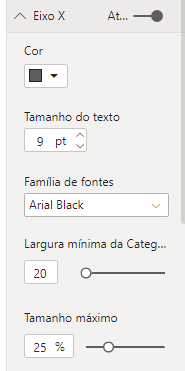 Eixo X At...
Cor
Tamanho do texto
9 pt
Família de fontes
Arial Black
Largura mínima da Categ...
20
Tamanho máximo
25 %